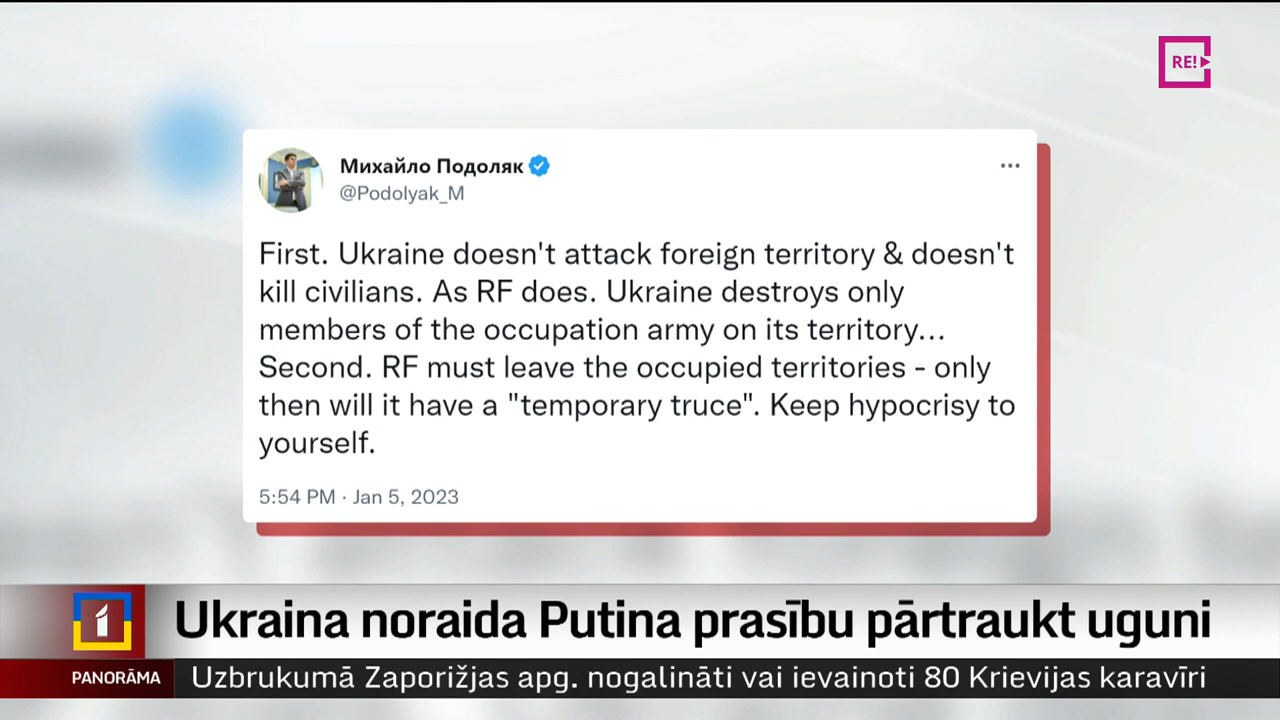 RE!
Михайло Подоляк
@Podolyak_M
First. Ukraine doesn't attack foreign territory & doesn't
kill civilians. As RF does. Ukraine destroys only
members of the occupation army on its territory...
Second. RF must leave the occupied territories - only
then will it have a "temporary truce". Keep hypocrisy to
yourself.
5:54 PM · Jan 5, 2023
1
Ukraina noraida Putina prasību pārtraukt uguni
PANORĀMA
Uzbrukumā Zaporižjas apg. nogalināti vai ievainoti 80 Krievijas karavīri